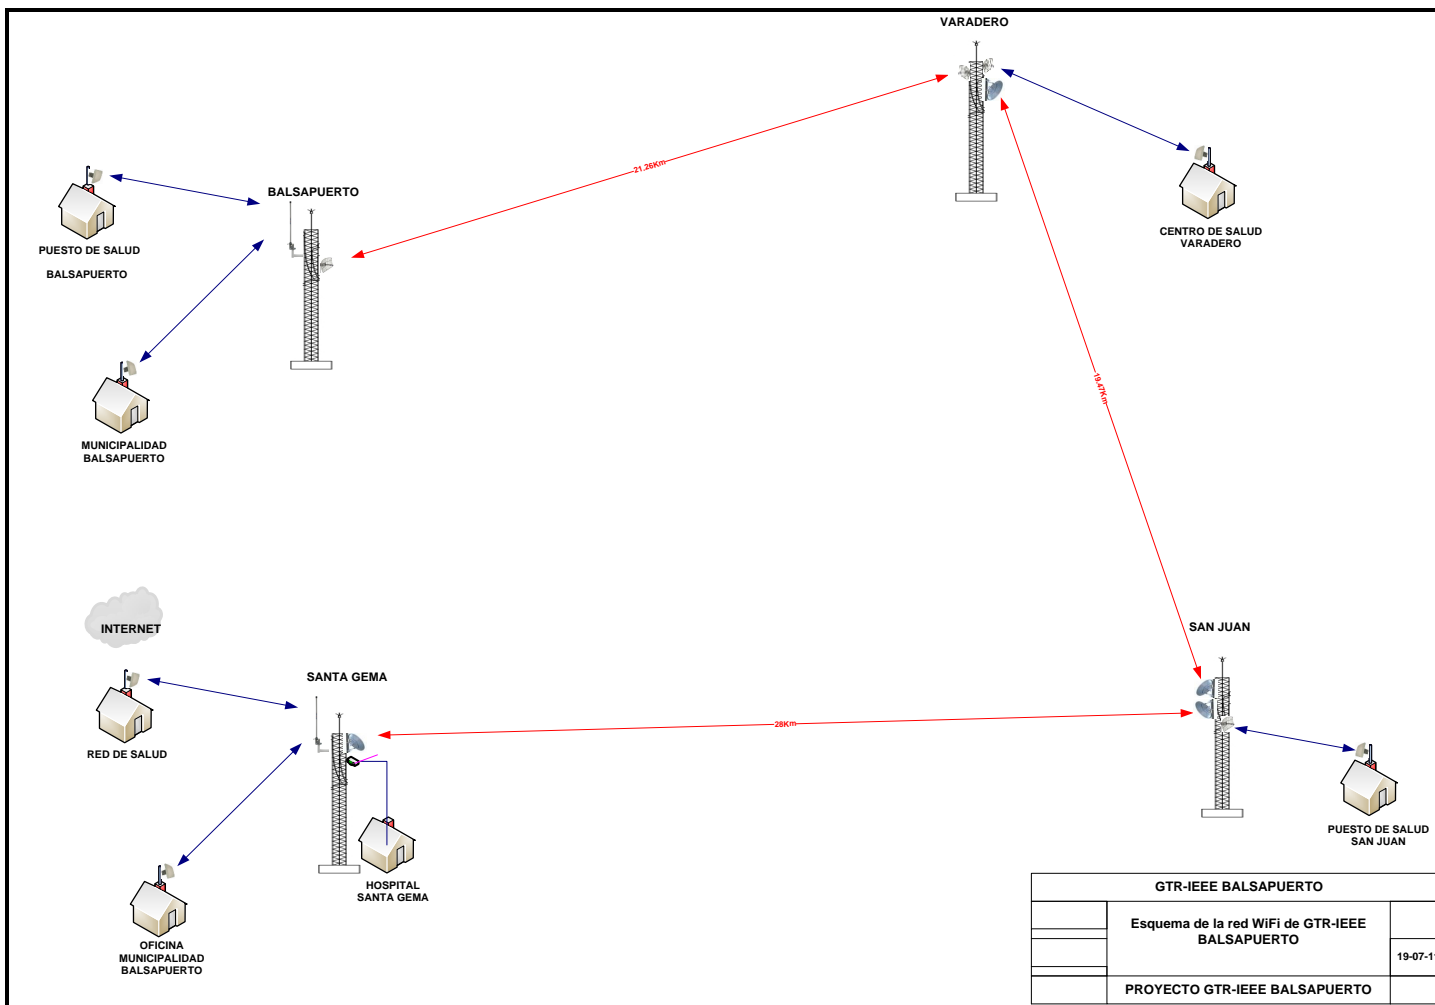 VARADERO
21,26Km
BALSAPUERTO
PUESTO DE SALUD
BALSAPUERTO
CENTRO DE SALUD
VARADERO
MUNICIPALIDAD
BALSAPUERTO
19,47Km
INTERNET
SAN JUAN
SANTA GEMA
28Km
RED DE SALUD
PUESTO DE SALUD
SAN JUAN
HOSPITAL
SANTA GEMA
OFICINA
MUNICIPALIDAD
BALSAPUERTO
GTR-IEEE BALSAPUERTO
Esquema de la red WiFi de GTR-IEEE
BALSAPUERTO
PROYECTO GTR-IEEE BALSAPUERTO